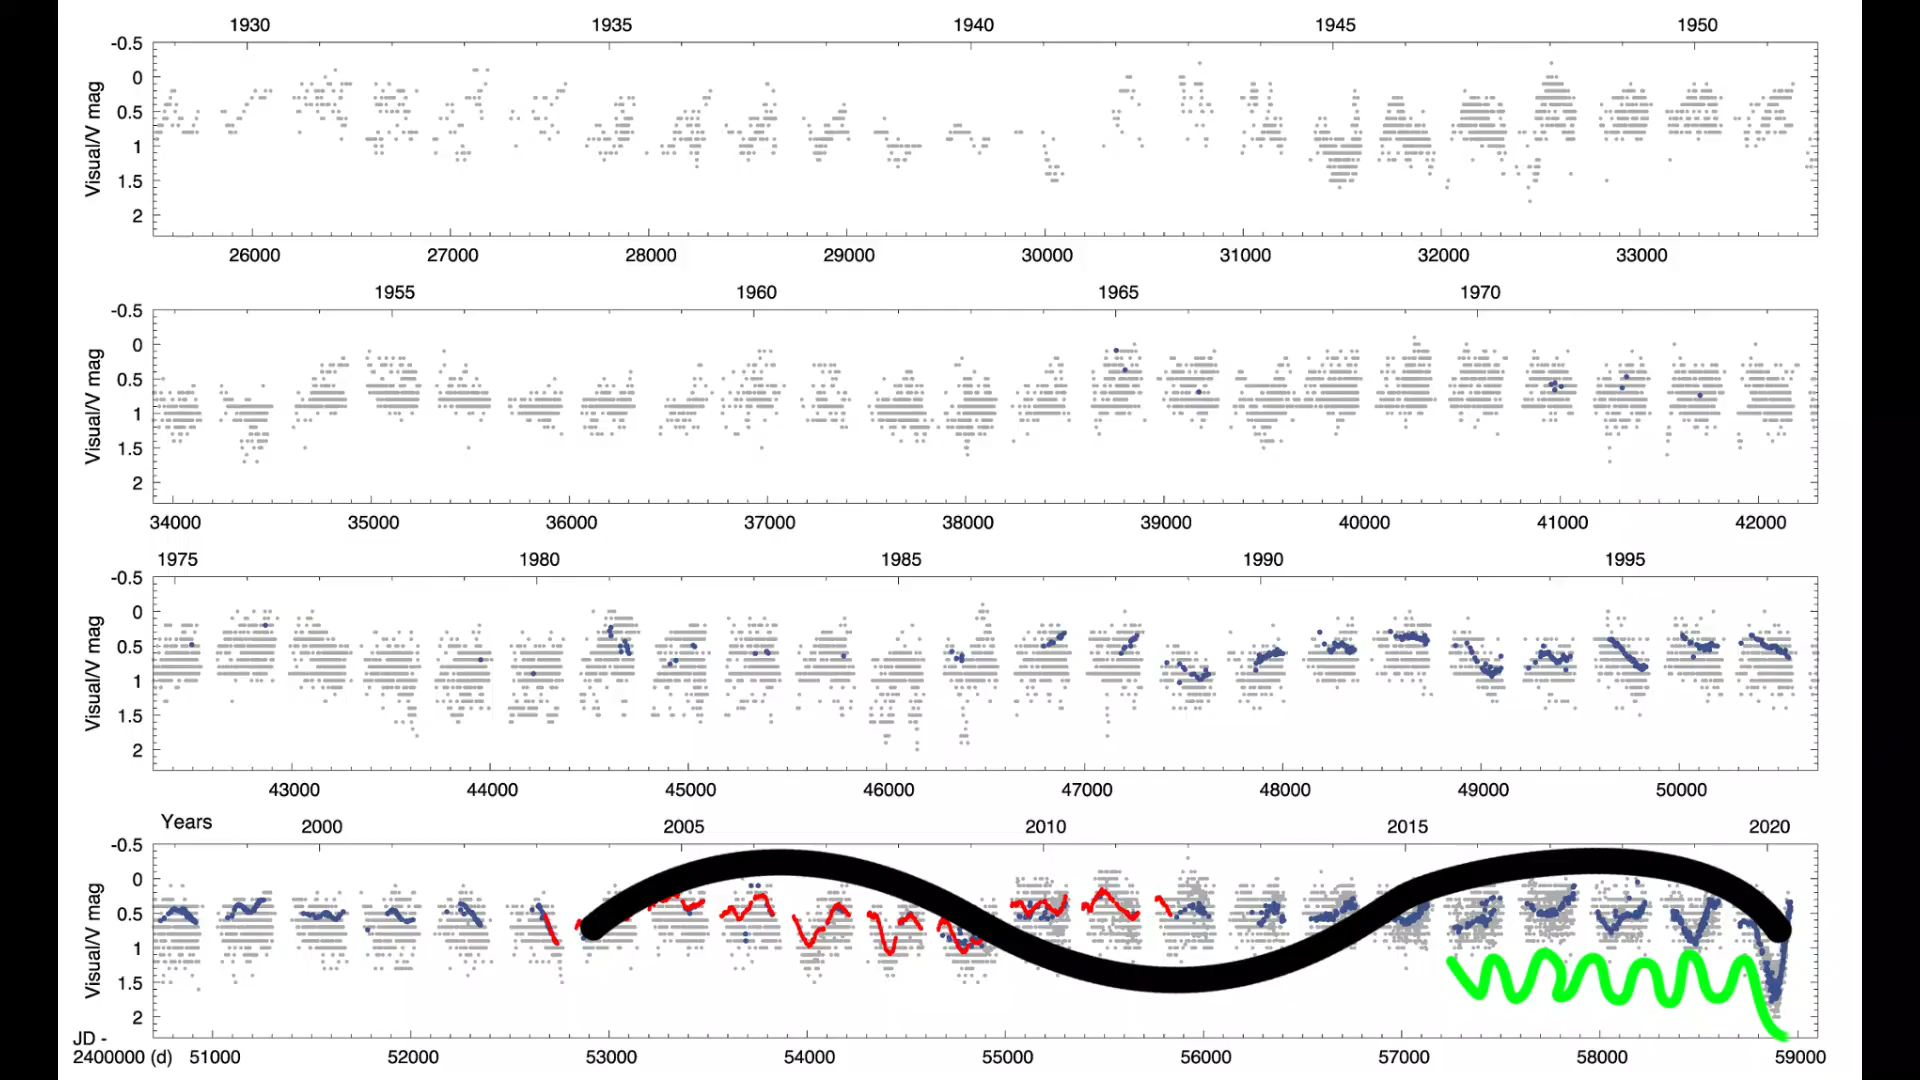 1930 1935 1940 1945 1950
-0.5
0
0.5
1
1.5
2
Visual/V mag
26000 27000 28000 29000 30000 31000 32000 33000
1955 1960 1965 1970
-0.5
0
0.5
1
1.5
2
Visual/V mag
34000 35000 36000 37000 38000 39000 40000 41000 42000
1975 1980 1985 1990 1995
-0.5
0
0.5
1
1.5
2
Visual/V mag
43000 44000 45000 46000 47000 48000 49000 50000
Years 2000 2005 2010 2015 2020
-0.5
0
0.5
1
1.5
2
Visual/V mag
JD -
2400000 (d) 51000 52000 53000 54000 55000 56000 57000 58000 59000